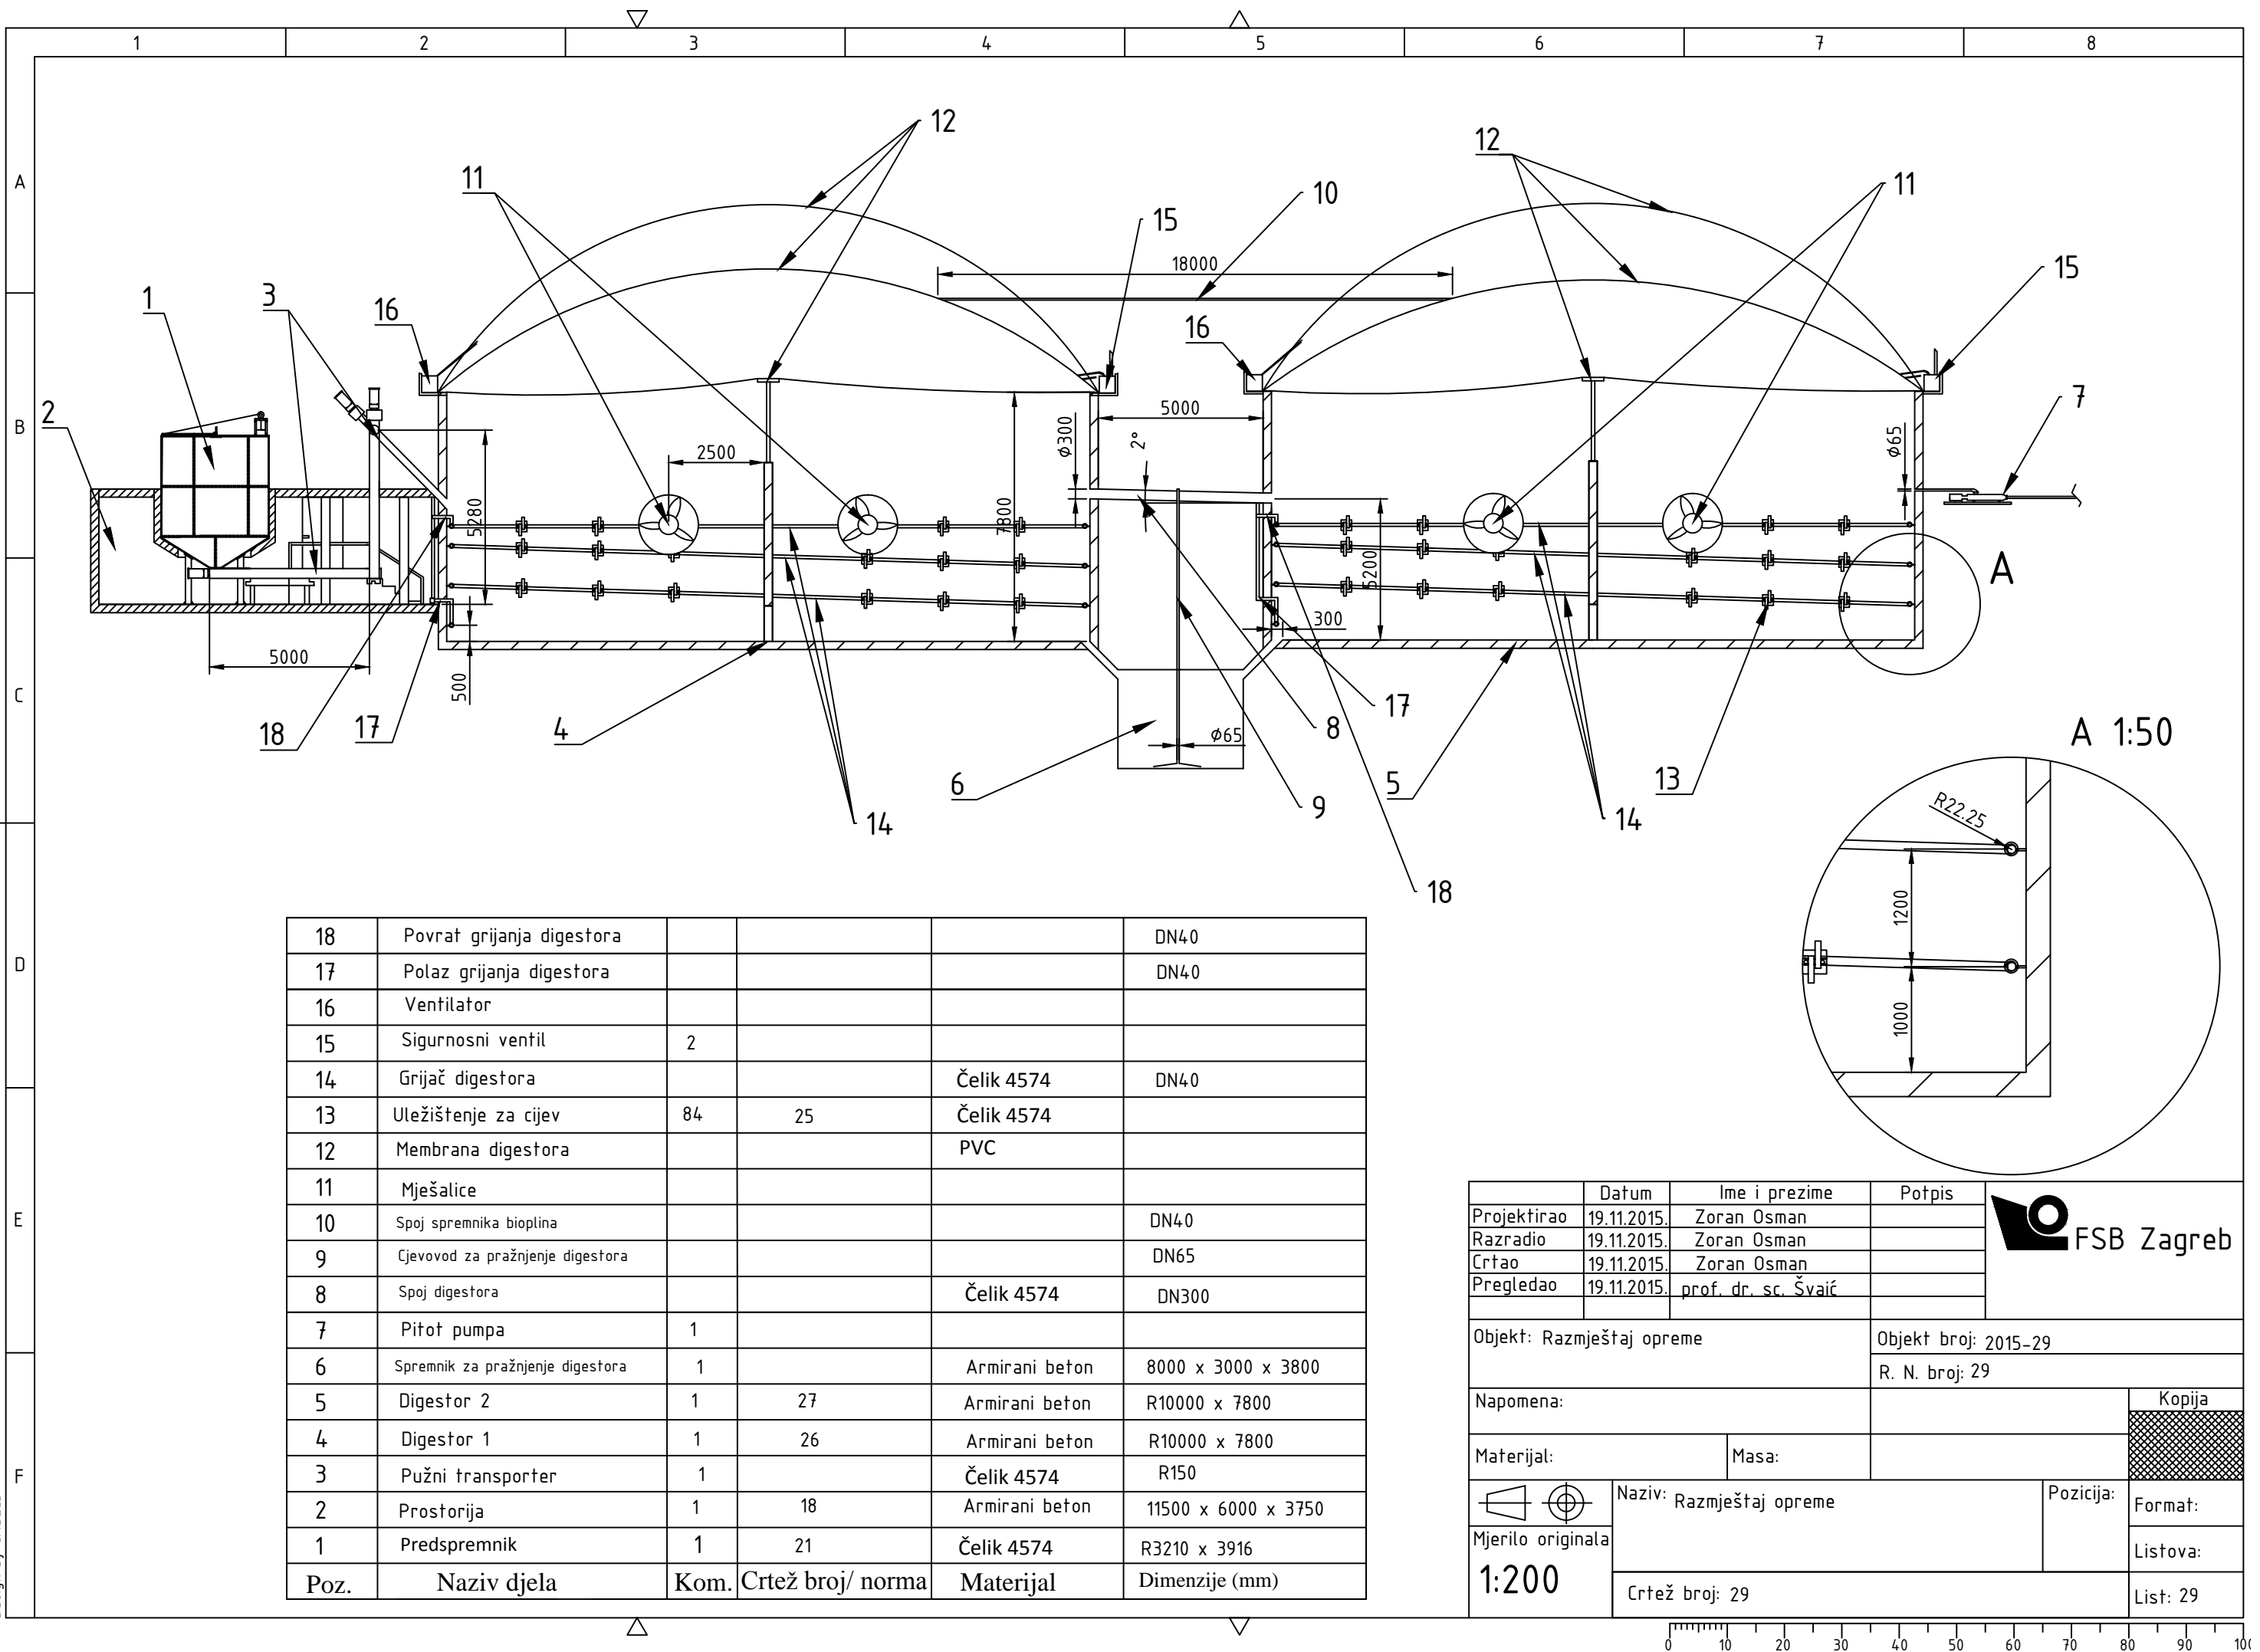 1 2 3 4 5 6 7 8
A
B
C
D
E
F
12
12
11
11
10
15
18000
15
3
1
16
16
7
2
5000
ϕ300
2°
ϕ65
2500
5280
7800
5200
A
300
5000
500
17
18
17
4
8
ϕ65
6
5
13
9
14
14
18
A 1:50
R22.25
1200
1000
18 Povrat grijanja digestora DN40
17 Polaz grijanja digestora DN40
16 Ventilator
15 Sigurnosni ventil 2
14 Grijač digestora Čelik 4574 DN40
13 Uležištenje za cijev 84 25 Čelik 4574
12 Membrana digestora PVC
11 Mješalice
10 Spoj spremnika bioplina DN40
9 Cjevovod za pražnjenje digestora DN65
8 Spoj digestora Čelik 4574 DN300
7 Pitot pumpa 1
6 Spremnik za pražnjenje digestora 1 Armirani beton 8000 x 3000 x 3800
5 Digestor 2 1 27 Armirani beton R10000 x 7800
4 Digestor 1 1 26 Armirani beton R10000 x 7800
3 Pužni transporter 1 Čelik 4574 R150
2 Prostorija 1 18 Armirani beton 11500 x 6000 x 3750
1 Predspremnik 1 21 Čelik 4574 R3210 x 3916
Poz. Naziv djela Kom. Crtež broj/ norma Materijal Dimenzije (mm)
Datum Ime i prezime Potpis
Projektirao 19.11.2015. Zoran Osman
Razradio 19.11.2015. Zoran Osman
Crtao 19.11.2015. Zoran Osman
Pregledao 19.11.2015. prof. dr. sc. Švaić
FSB Zagreb
Objekt: Razmještaj opreme
Objekt broj: 2015-29
R. N. broj: 29
Napomena:
Kopija
Materijal:
Masa:
Naziv: Razmještaj opreme
Pozicija:
Format:
Mjerilo originala
1:200
Listova:
Crtež broj: 29
List: 29
0 10 20 30 40 50 60 70 80 90 100